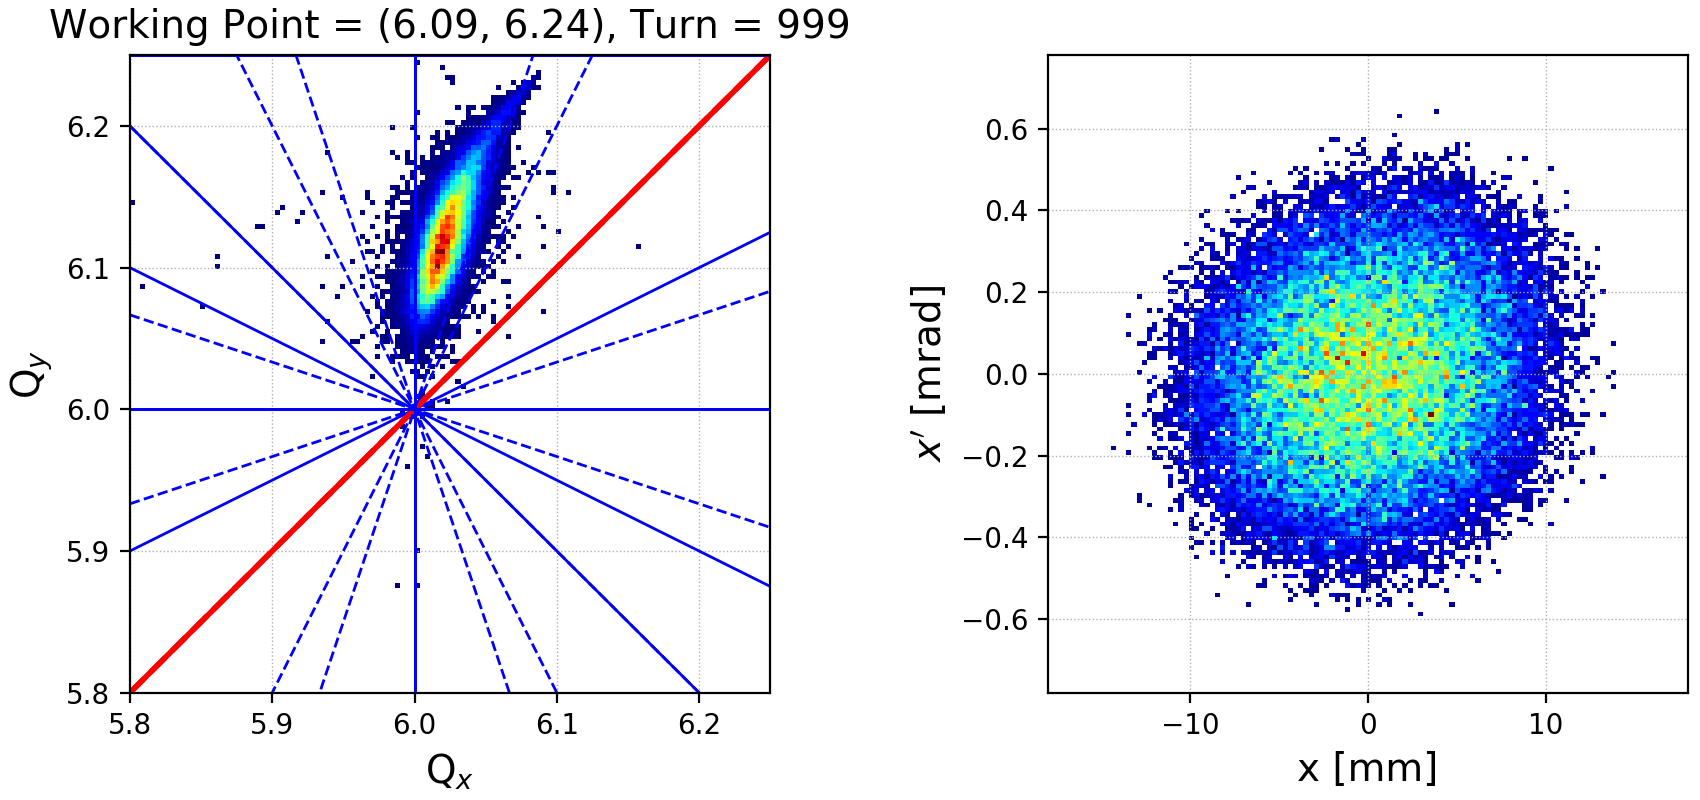 Working Point = (6.09, 6.24), Turn = 999
6.2
6.1
6.0
5.9
5.8
Qy
5.8 5.9 6.0 6.1 6.2
Qx
0.6
0.4
0.2
0.0
−0.2
−0.4
−0.6
x′ [mrad]
−10 0 10
x [mm]